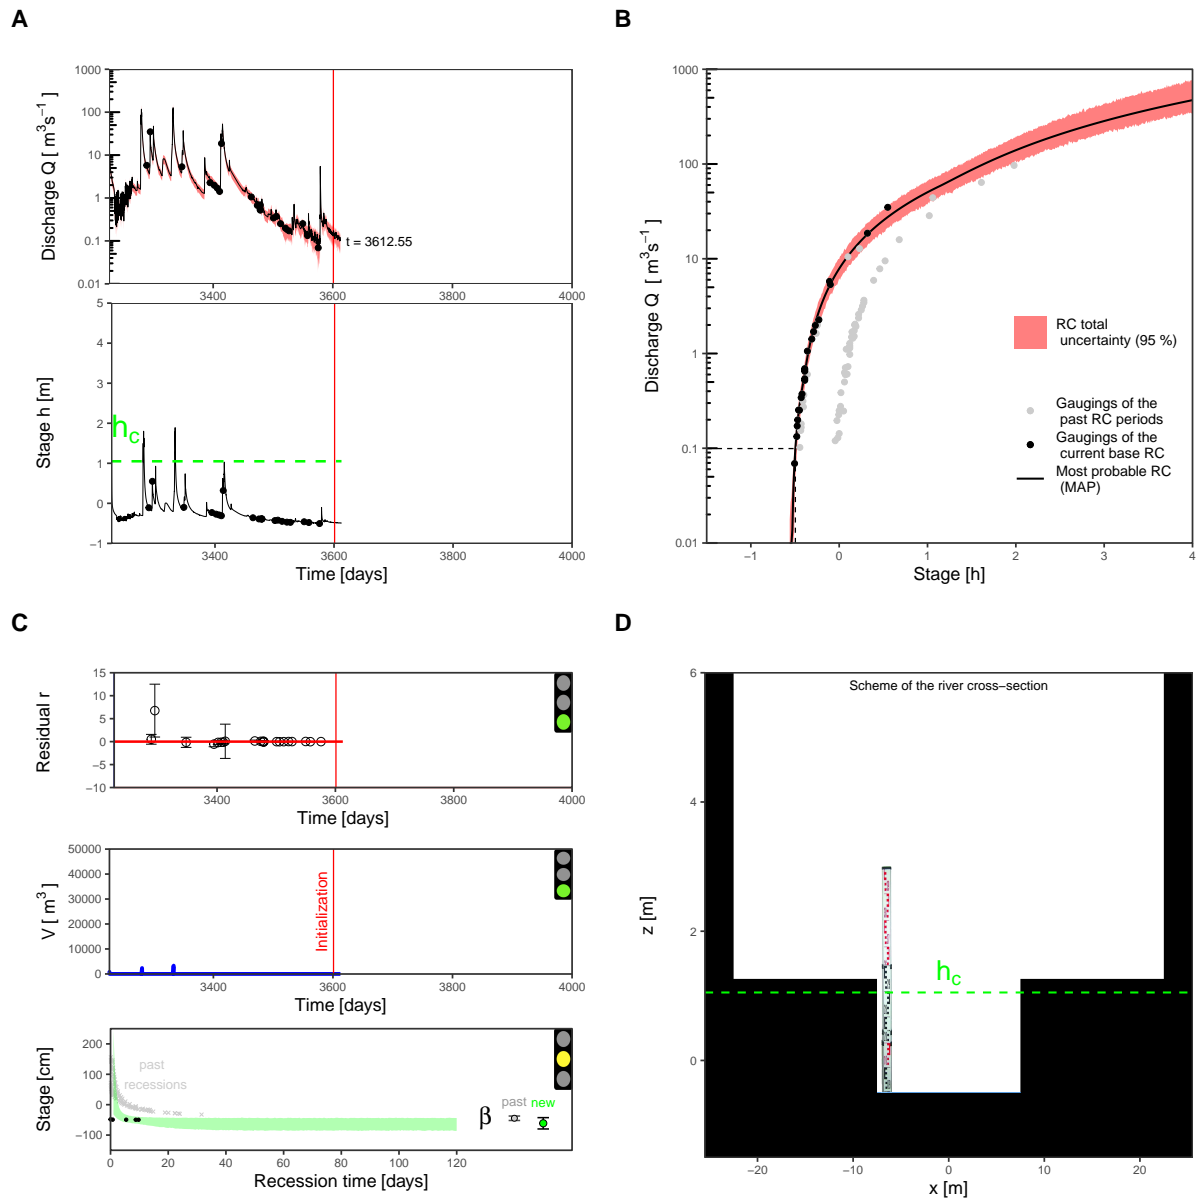 A
1000
100
10
1
0.1
0.01
Discharge Q [ m³s⁻¹ ]
t = 3612.55
3400
3600
3800
4000
5
4
3
2
1
0
−1
Stage h [m]
hc
3400
3600
3800
4000
Time [days]
B
1000
100
10
1
0.1
0.01
Discharge Q [ m³s⁻¹ ]
RC total
uncertainty (95 %)
Gaugings of the
past RC periods
Gaugings of the
current base RC
Most probable RC
(MAP)
−1
0
1
2
3
4
Stage [h]
C
15
10
5
0
−5
−10
Residual r
3400
3600
3800
4000
Time [days]
50000
40000
30000
20000
10000
0
V [ m³ ]
Initialization
3400
3600
3800
4000
Time [days]
200
100
0
−100
Stage [cm]
past
recessions
β
past
new
0
20
40
60
80
100
120
Recession time [days]
D
Scheme of the river cross−section
6
4
2
0
z [m]
hc
−20
−10
0
10
20
x [m]